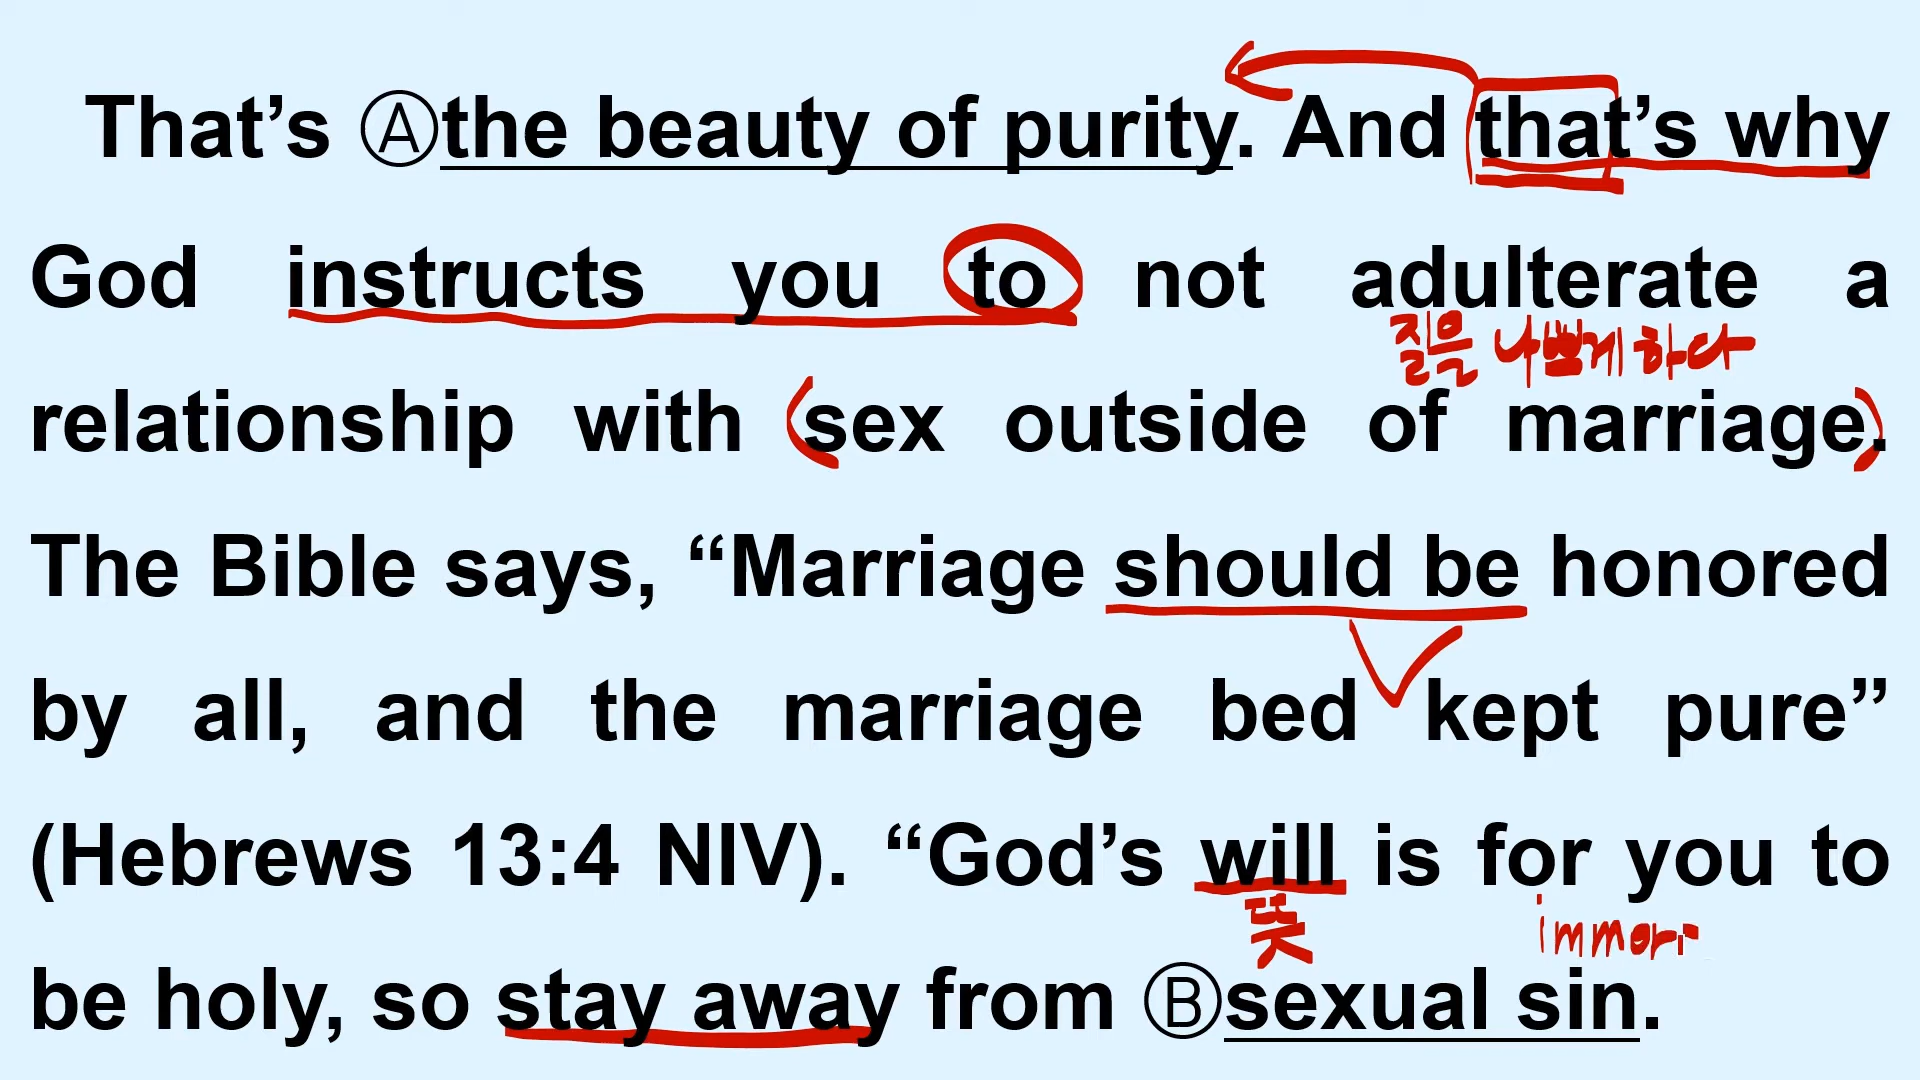 That’s Ⓐthe beauty of purity. And that’s why
God instructs you to not adulterate a
질을 나쁘게 하다
relationship with (sex outside of marriage.)
The Bible says, “Marriage should be honored
by all, and the marriage bed kept pure”
(Hebrews 13:4 NIV). “God’s will is for you to
뜻
be holy, so stay away from Ⓑsexual sin.